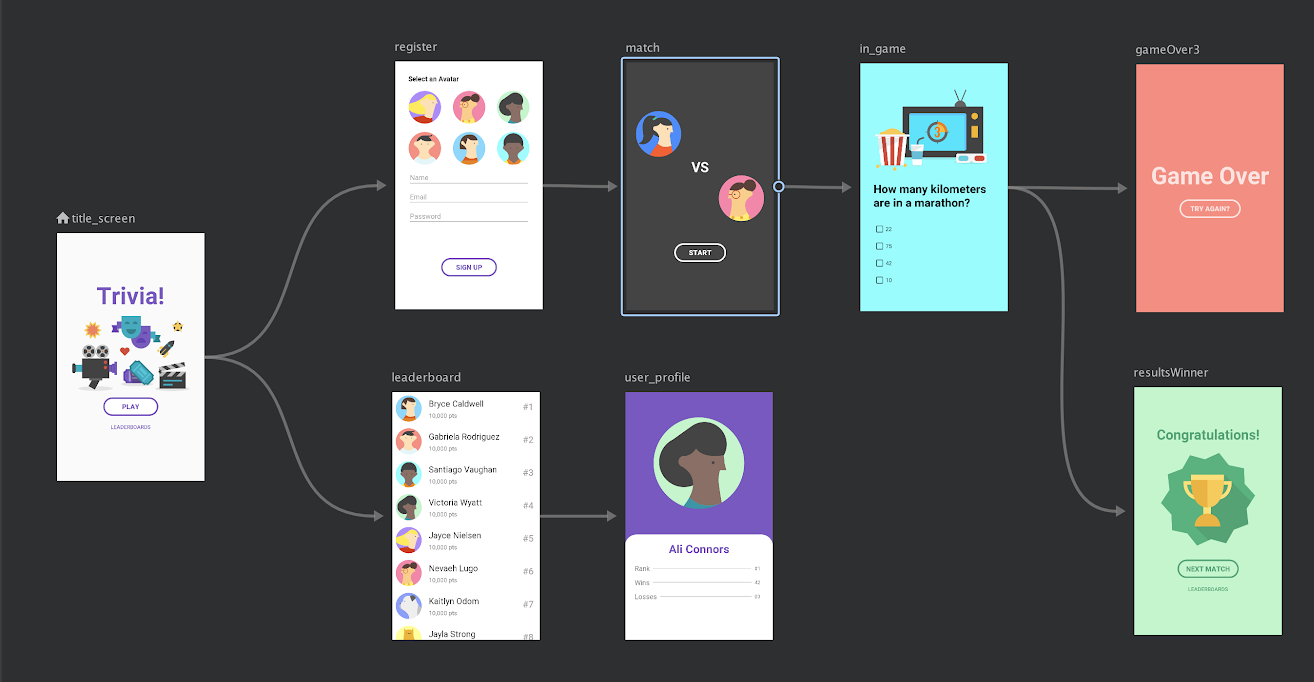 title_screen
Trivia!
PLAY
LEADERBOARDS
register
Select an Avatar
Name
Email
Password
SIGN UP
match
VS
START
in_game
3
How many kilometers
are in a marathon?
22
75
42
10
gameOver3
Game Over
TRY AGAIN?
leaderboard
Bryce Caldwell #1
10,000 pts
Gabriela Rodriguez #2
10,000 pts
Santiago Vaughan #3
10,000 pts
Victoria Wyatt #4
10,000 pts
Jayce Nielsen #5
10,000 pts
Nevaeh Lugo #6
10,000 pts
Kaitlyn Odom #7
10,000 pts
Jayla Strong #8
user_profile
Ali Connors
Rank #1
Wins 42
Losses
resultsWinner
Congratulations!
NEXT MATCH
LEADERBOARDS